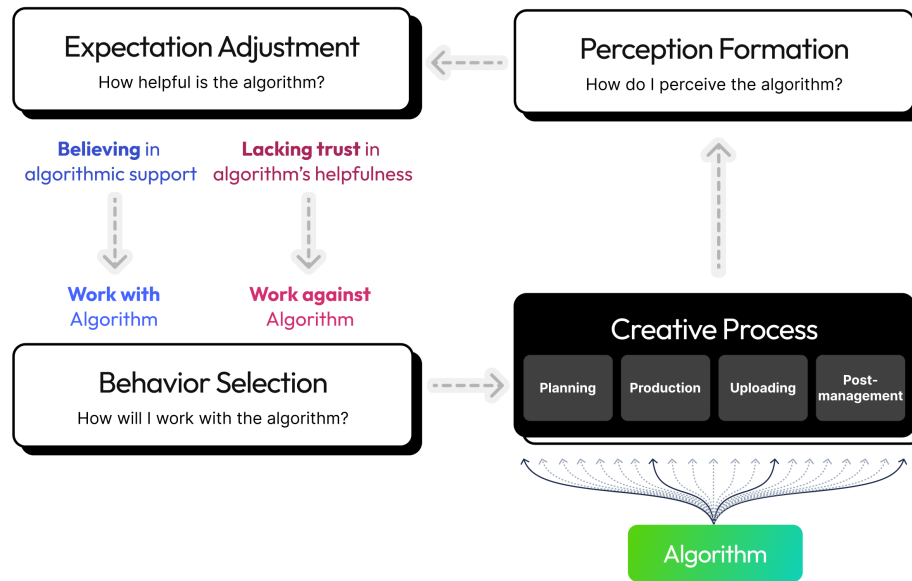 Expectation Adjustment
How helpful is the algorithm?
Perception Formation
How do I perceive the algorithm?
Believing in
algorithmic support
Lacking trust in
algorithm's helpfulness
Work with
Algorithm
Work against
Algorithm
Behavior Selection
How will I work with the algorithm?
Creative Process
Planning
Production
Uploading
Post-
management
Algorithm